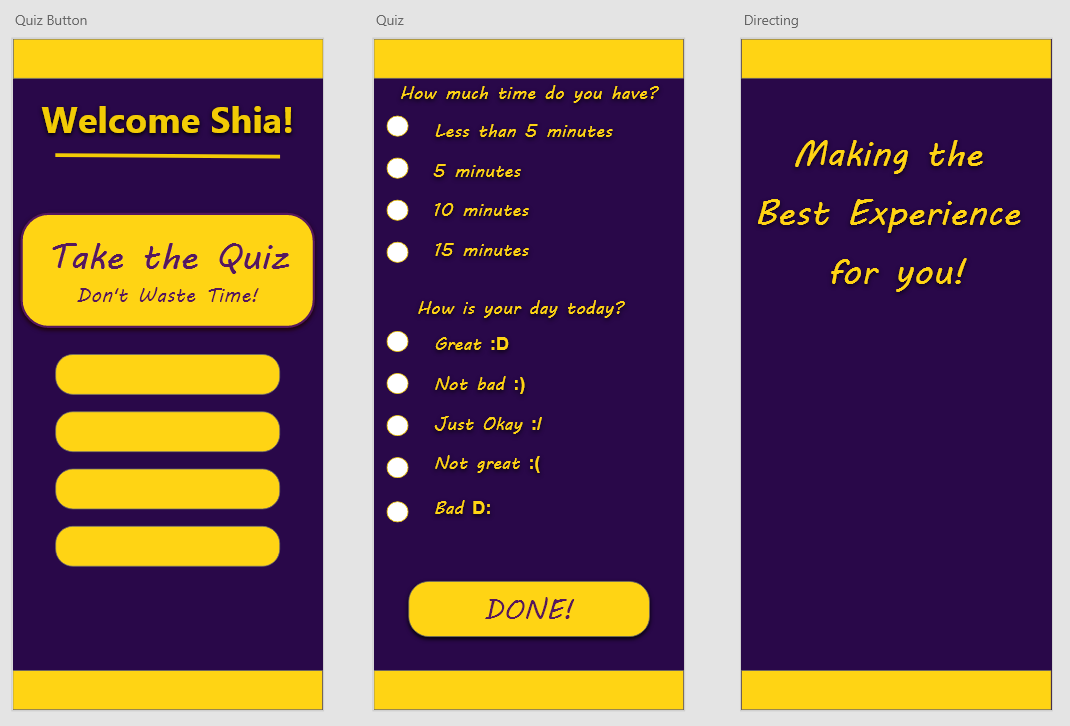 Quiz Button
Welcome Shia!
Take the Quiz
Don't Waste Time!
Quiz
How much time do you have?
Less than 5 minutes
5 minutes
10 minutes
15 minutes
How is your day today?
Great :D
Not bad :)
Just Okay :/
Not great :(
Bad D:
DONE!
Directing
Making the
Best Experience
for you!